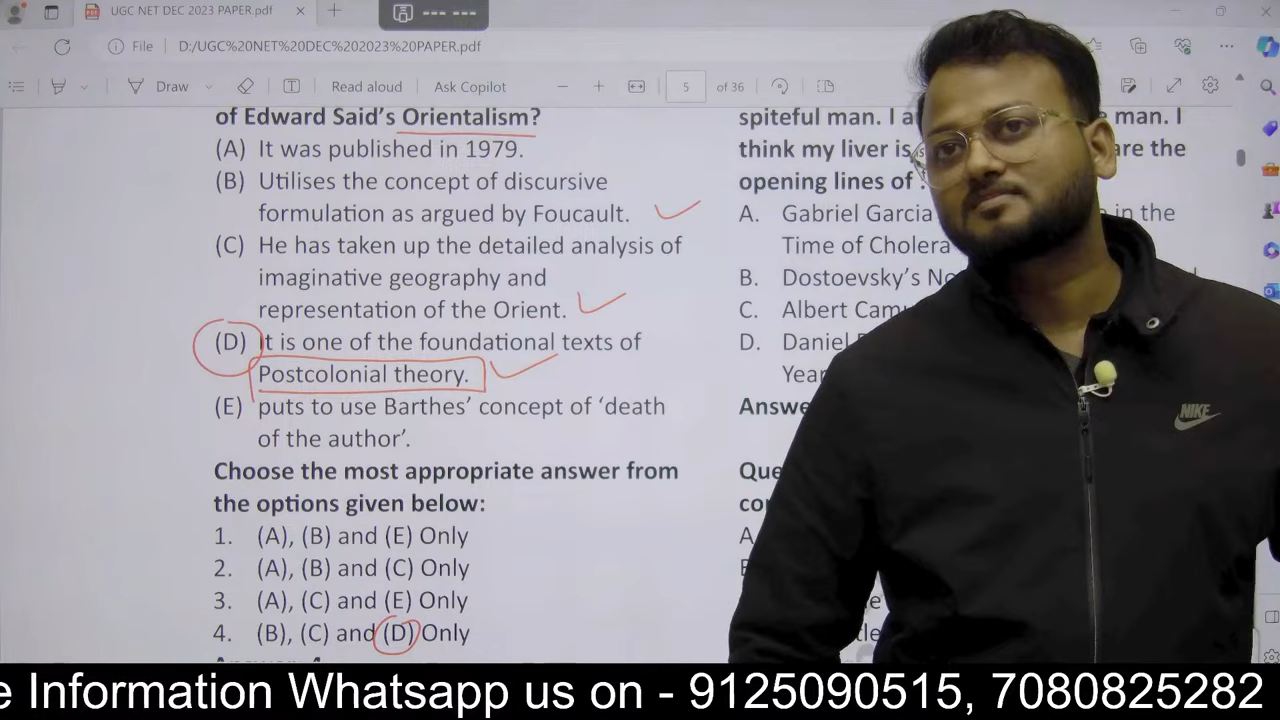 UGC NET DEC 2023 PAPER.pdf
File D:/UGC%20NET%20DEC%202023%20PAPER.pdf
Draw
Read aloud
Ask Copilot
5 of 36
of Edward Said's Orientalism?
(A) It was published in 1979.
(B) Utilises the concept of discursive
formulation as argued by Foucault.
(C) He has taken up the detailed analysis of
imaginative geography and
representation of the Orient.
(D) It is one of the foundational texts of
Postcolonial theory.
(E) puts to use Barthes' concept of 'death
of the author'.
Choose the most appropriate answer from
the options given below:
1. (A), (B) and (E) Only
2. (A), (B) and (C) Only
3. (A), (C) and (E) Only
4. (B), (C) and (D) Only
spiteful man. I man. I
think my liver is are the
opening lines of
A. Gabriel Garcia in the
Time of Cholera
B. Dostoevsky's
C. Albert
D. Daniel
NIKE
Information Whatsapp us on - 9125090515, 7080825282